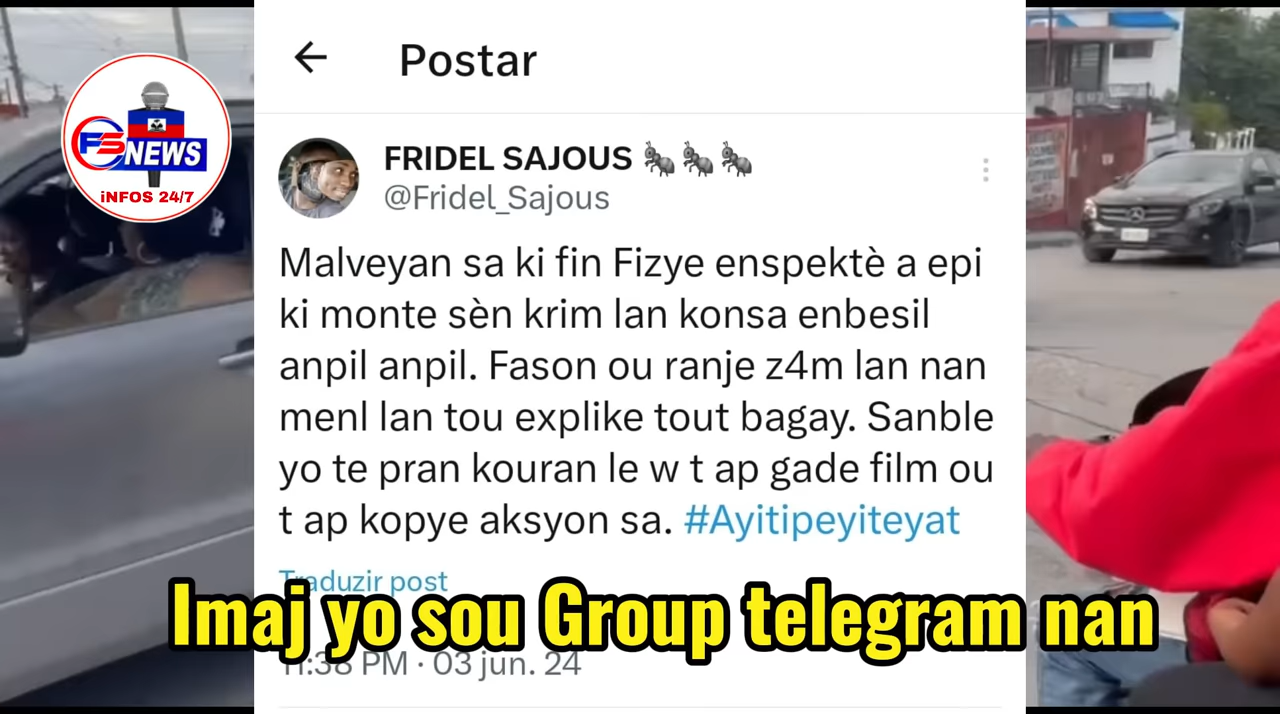 ← Postar
FS NEWS
iNFOS 24/7
FRIDEL SAJOUS 🐜🐜🐜
@Fridel_Sajous
Malveyan sa ki fin Fizye enspektè a epi
ki monte sèn krim lan konsa enbesil
anpil anpil. Fason ou ranje z4m lan nan
menl lan tou explike tout bagay. Sanble
yo te pran kouran le w t ap gade film ou
t ap kopye aksyon sa. #Ayitipeyiteyat
Traduzir post
Imaj yo sou Group telegram nan
11:38 PM · 03 jun. 24